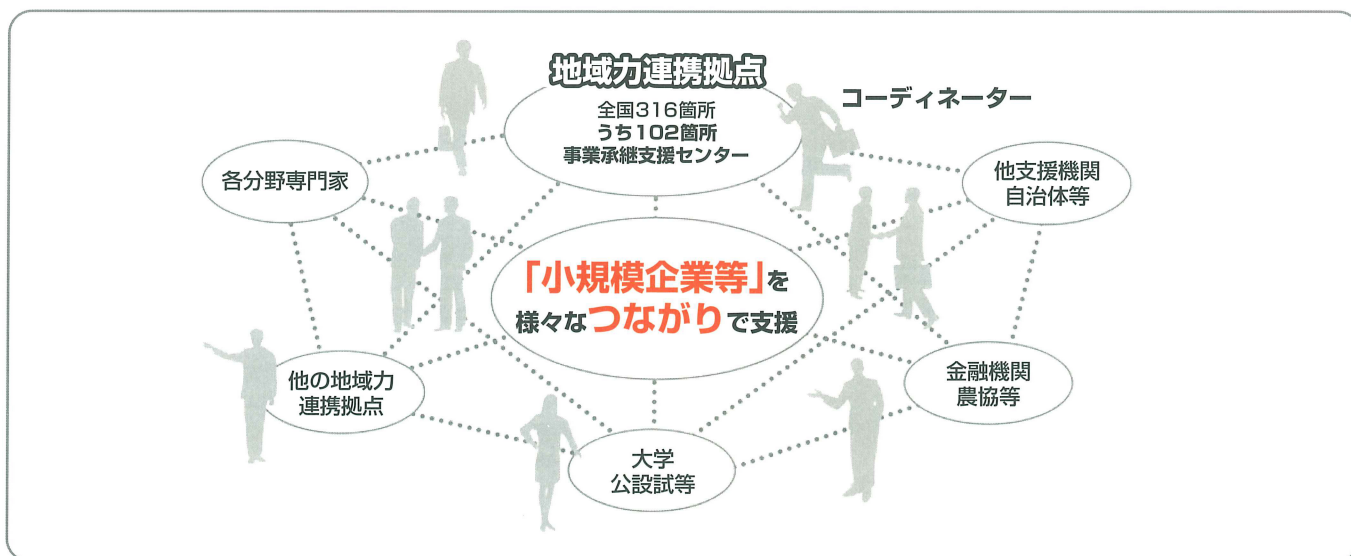 地域力連携拠点
全国316箇所
うち102箇所
事業承継支援センター
コーディネーター
各分野専門家
他支援機関
自治体等
「小規模企業等」を
様々なつながりで支援
他の地域力
連携拠点
金融機関
農協等
大学
公設試等